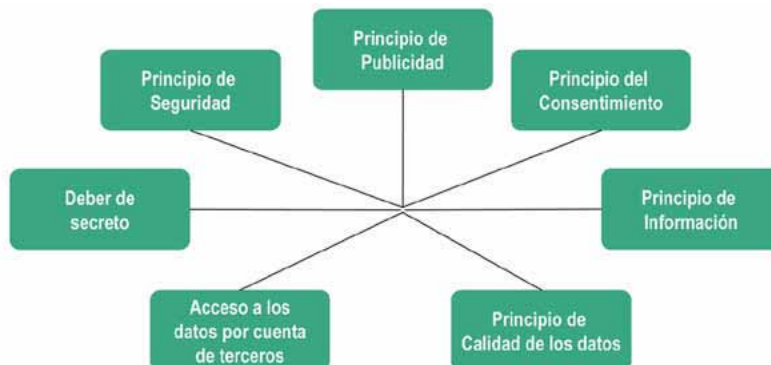 Principio de
Publicidad
Principio de
Seguridad
Principio del
Consentimiento
Deber de
secreto
Principio de
Información
Acceso a los
datos por cuenta
de terceros
Principio de
Calidad de los datos